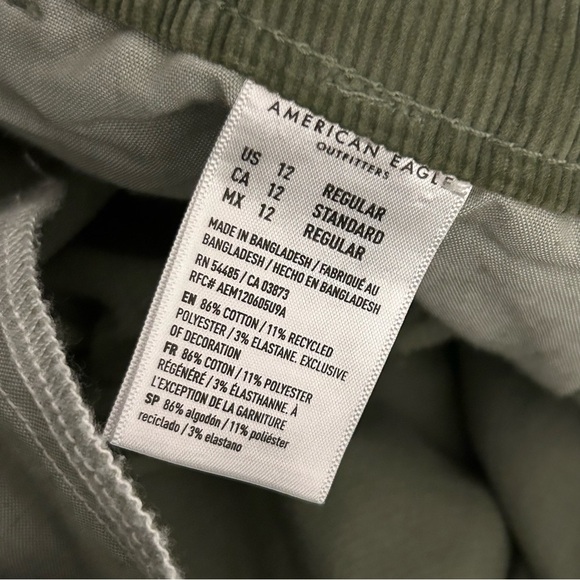 AMERICAN EAGLE
OUTFITTERS
US 12 REGULAR
CA 12 STANDARD
MX 12 REGULAR
MADE IN BANGLADESH / FABRIQUÉ AU
BANGLADESH / HECHO EN BANGLADESH
RN 54485 / CA 03873
RFC# AEM120605U9A
EN 86% COTTON / 11% RECYCLED
POLYESTER / 3% ELASTANE. EXCLUSIVE
OF DECORATION
FR 86% COTON / 11% POLYESTER
RÉGÉNÉRÉ / 3% ÉLASTHANNE. À
L'EXCEPTION DE LA GARNITURE
SP 86% algodón / 11% poliéster
reciclado / 3% elastano